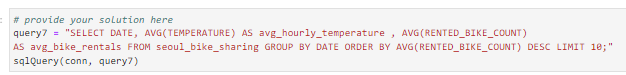 # provide your solution here
query7 = "SELECT DATE, AVG(TEMPERATURE) AS avg_hourly_temperature , AVG(RENTED_BIKE_COUNT)
AS avg_bike_rentals FROM seoul_bike_sharing GROUP BY DATE ORDER BY AVG(RENTED_BIKE_COUNT) DESC LIMIT 10;"
sqlQuery(conn, query7)